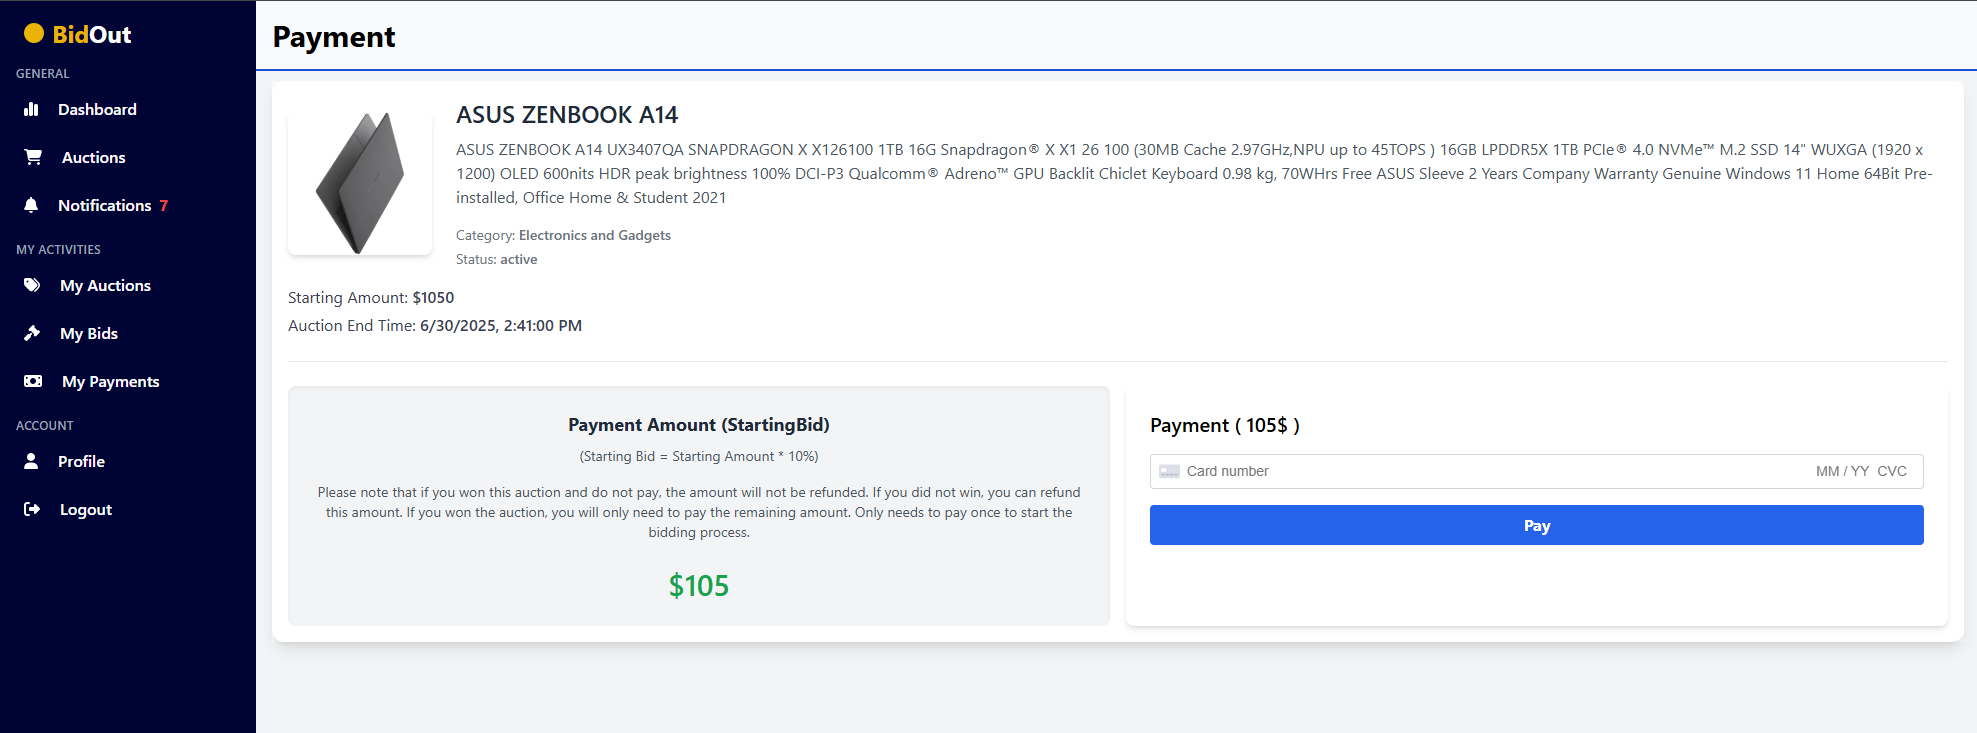 BidOut
GENERAL
Dashboard
Auctions
Notifications 7
MY ACTIVITIES
My Auctions
My Bids
My Payments
ACCOUNT
Profile
Logout
Payment
ASUS ZENBOOK A14
ASUS ZENBOOK A14 UX3407QA SNAPDRAGON X X126100 1TB 16G Snapdragon® X X1 26 100 (30MB Cache 2.97GHz,NPU up to 45TOPS ) 16GB LPDDR5X 1TB PCIe® 4.0 NVMe™ M.2 SSD 14" WUXGA (1920 x
1200) OLED 600nits HDR peak brightness 100% DCI-P3 Qualcomm® Adreno™ GPU Backlit Chiclet Keyboard 0.98 kg, 70WHrs Free ASUS Sleeve 2 Years Company Warranty Genuine Windows 11 Home 64Bit Pre-
installed, Office Home & Student 2021
Category: Electronics and Gadgets
Status: active
Starting Amount: $1050
Auction End Time: 6/30/2025, 2:41:00 PM
Payment Amount (StartingBid)
(Starting Bid = Starting Amount * 10%)
Please note that if you won this auction and do not pay, the amount will not be refunded. If you did not win, you can refund
this amount. If you won the auction, you will only need to pay the remaining amount. Only needs to pay once to start the
bidding process.
$105
Payment ( 105$ )
Card number MM / YY CVC
Pay